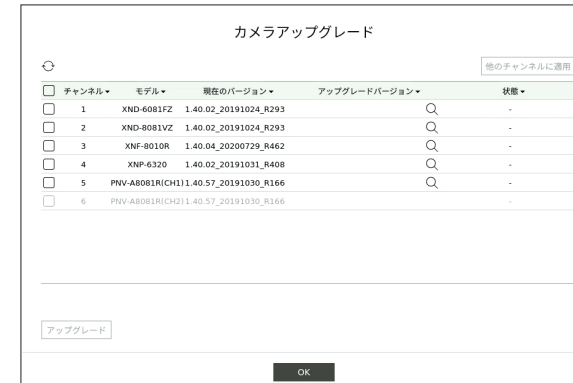 カメラアップグレード
他のチャンネルに適用
チャンネル▾ モデル▾ 現在のバージョン▾ アップグレードバージョン▾ 状態▾
1 XND-6081FZ 1.40.02_20191024_R293 -
2 XND-8081VZ 1.40.02_20191024_R293 -
3 XNF-8010R 1.40.04_20200729_R462 -
4 XNP-6320 1.40.02_20191031_R408 -
5 PNV-A8081R(CH1) 1.40.57_20191030_R166 -
6 PNV-A8081R(CH2) 1.40.57_20191030_R166 -
アップグレード
OK